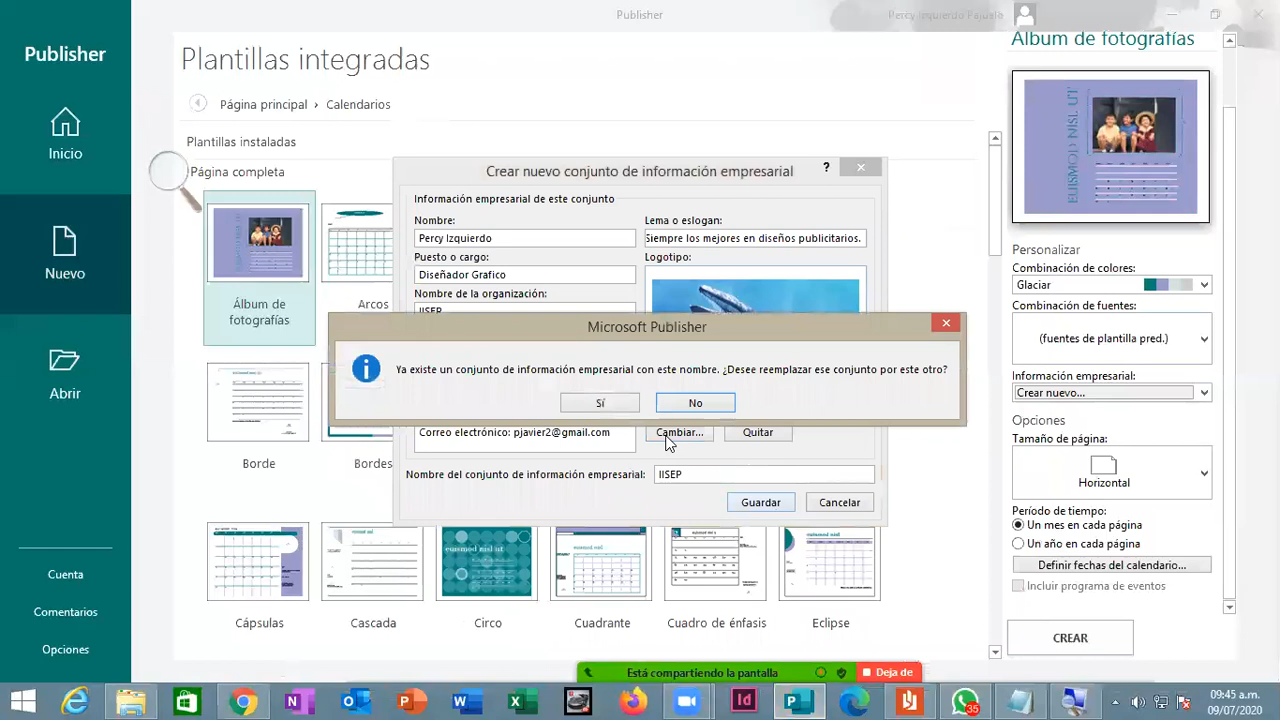 Publisher
Percy Izquierdo
Publisher
Inicio
Nuevo
Abrir
Cuenta
Comentarios
Opciones
Plantillas integradas
Página principal › Calendarios
Plantillas instaladas
Página completa
Álbum de
fotografías
Arcos
Borde
Bordes
Cápsulas
Cascada
Circo
Cuadrante
Cuadro de énfasis
Eclipse
Crear nuevo conjunto de información empresarial
?
Información empresarial de este conjunto
Nombre:
Lema o eslogan:
Percy Izquierdo
Siempre los mejores en diseños publicitarios.
Puesto o cargo:
Logotipo:
Diseñador Grafico
Nombre de la organización:
IISEP
Microsoft Publisher
Ya existe un conjunto de información empresarial con este nombre. ¿Desee reemplazar ese conjunto por este otro?
Sí
No
Correo electrónico: pjavier2@gmail.com
Cambiar...
Quitar
Nombre del conjunto de información empresarial:
IISEP
Guardar
Cancelar
Álbum de fotografías
EUISMOD NISL UT
Personalizar
Combinación de colores:
Glaciar
Combinación de fuentes:
(fuentes de plantilla pred.)
Información empresarial:
Crear nuevo...
Opciones
Tamaño de página:
Horizontal
Período de tiempo:
Un mes en cada página
Un año en cada página
Definir fechas del calendario...
Incluir programa de eventos
CREAR
Está compartiendo la pantalla
Deja de
35
09:45 a.m.
09/07/2020